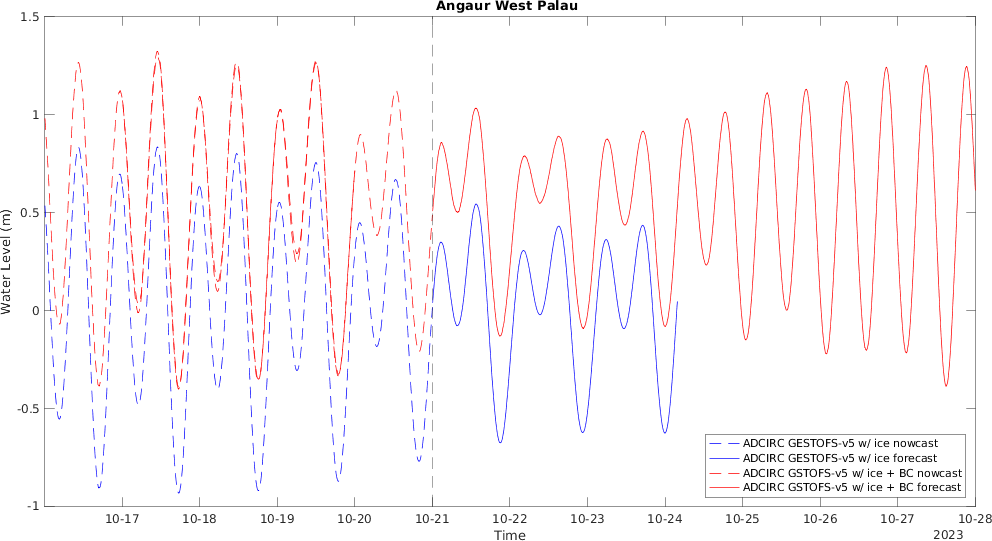 Angaur West Palau
1.5
1
0.5
0
-0.5
-1
Water Level (m)
10-17 10-18 10-19 10-20 10-21 10-22 10-23 10-24 10-25 10-26 10-27 10-28
Time
2023
ADCIRC GESTOFS-v5 w/ ice nowcast
ADCIRC GESTOFS-v5 w/ ice forecast
ADCIRC GSTOFS-v5 w/ ice + BC nowcast
ADCIRC GSTOFS-v5 w/ ice + BC forecast